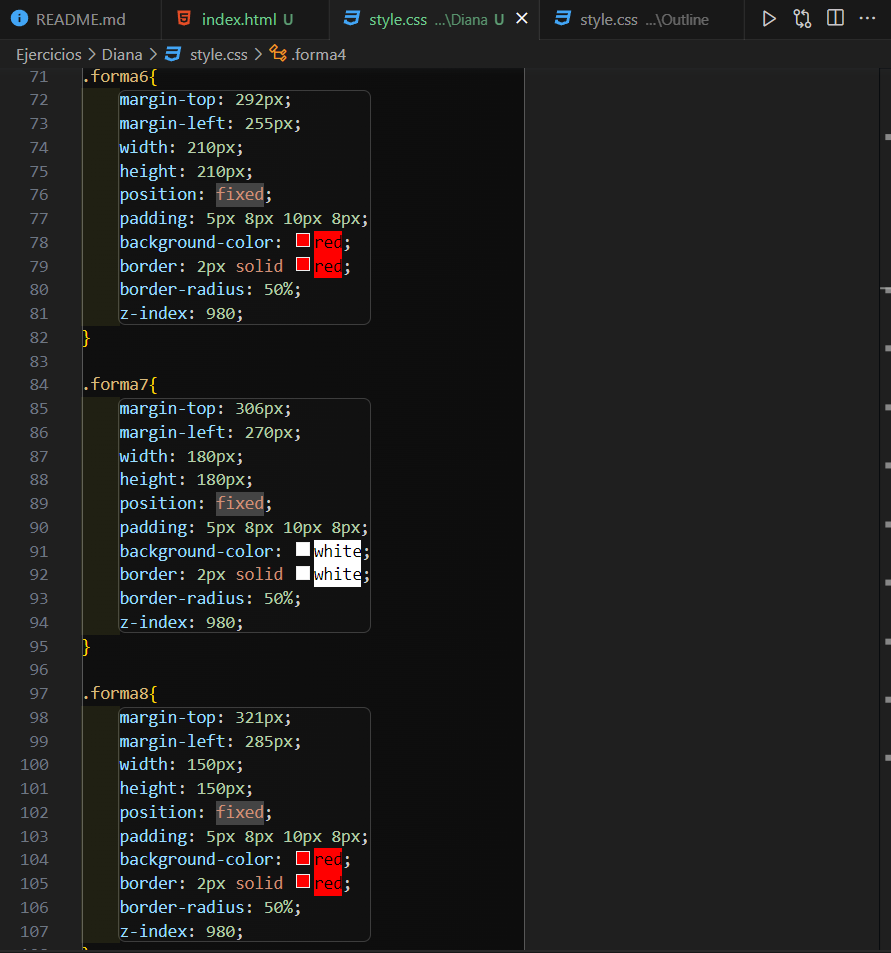 README.md index.html U style.css ...\Diana U style.css ...\Outline
Ejercicios > Diana > style.css > .forma4
71 .forma6{
72 margin-top: 292px;
73 margin-left: 255px;
74 width: 210px;
75 height: 210px;
76 position: fixed;
77 padding: 5px 8px 10px 8px;
78 background-color: red;
79 border: 2px solid red;
80 border-radius: 50%;
81 z-index: 980;
82 }
83
84 .forma7{
85 margin-top: 306px;
86 margin-left: 270px;
87 width: 180px;
88 height: 180px;
89 position: fixed;
90 padding: 5px 8px 10px 8px;
91 background-color: white;
92 border: 2px solid white;
93 border-radius: 50%;
94 z-index: 980;
95 }
96
97 .forma8{
98 margin-top: 321px;
99 margin-left: 285px;
100 width: 150px;
101 height: 150px;
102 position: fixed;
103 padding: 5px 8px 10px 8px;
104 background-color: red;
105 border: 2px solid red;
106 border-radius: 50%;
107 z-index: 980;